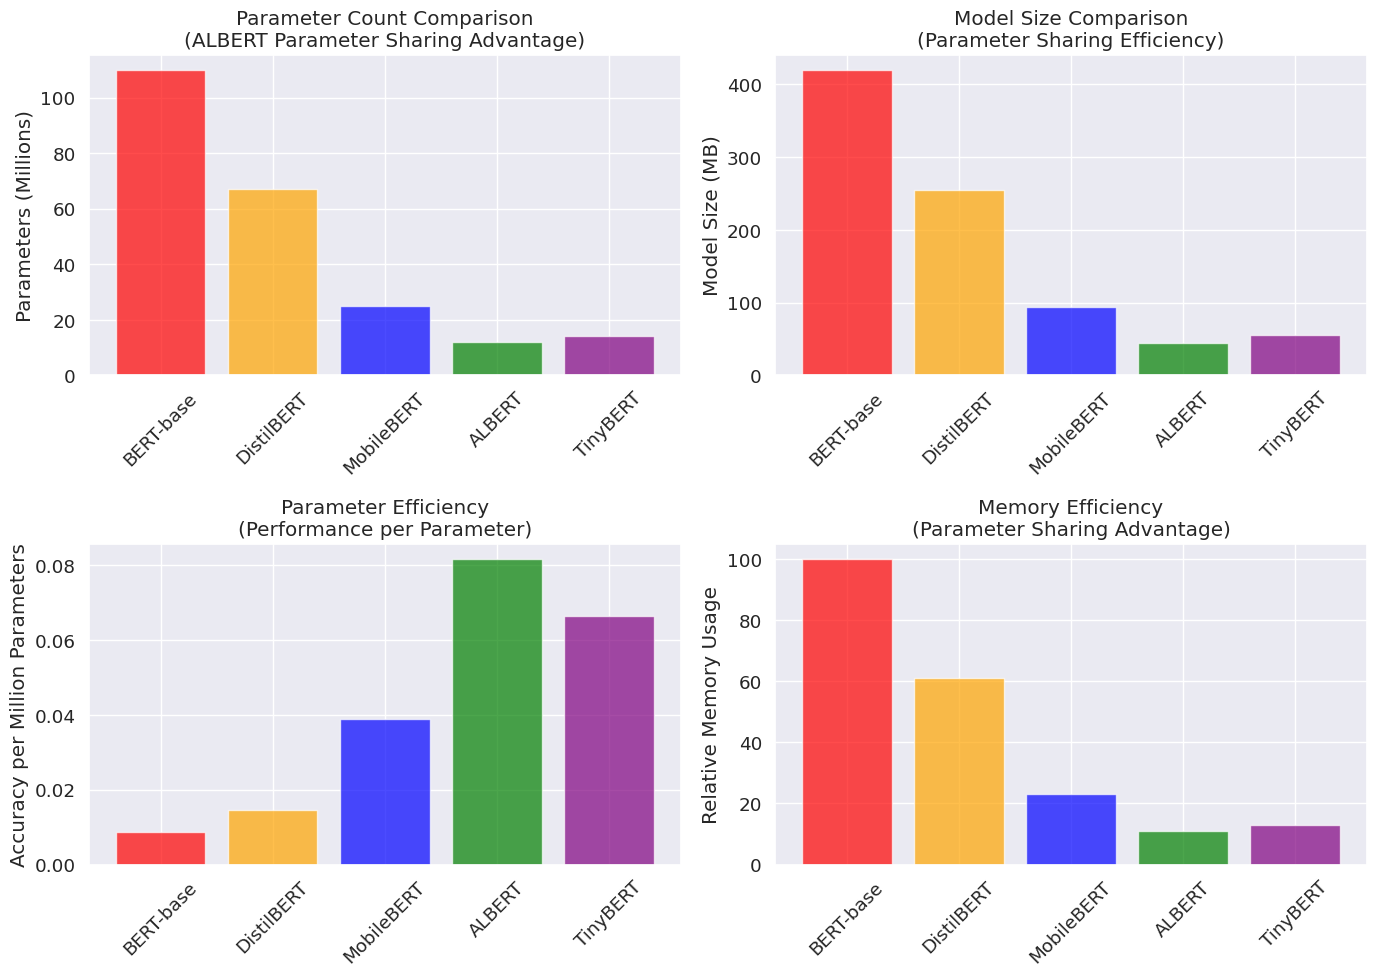 Parameter Count Comparison
(ALBERT Parameter Sharing Advantage)
Parameters (Millions)
100
80
60
40
20
0
BERT-base
DistilBERT
MobileBERT
ALBERT
TinyBERT
Model Size Comparison
(Parameter Sharing Efficiency)
Model Size (MB)
400
300
200
100
0
BERT-base
DistilBERT
MobileBERT
ALBERT
TinyBERT
Parameter Efficiency
(Performance per Parameter)
Accuracy per Million Parameters
0.08
0.06
0.04
0.02
0.00
BERT-base
DistilBERT
MobileBERT
ALBERT
TinyBERT
Memory Efficiency
(Parameter Sharing Advantage)
Relative Memory Usage
100
80
60
40
20
0
BERT-base
DistilBERT
MobileBERT
ALBERT
TinyBERT